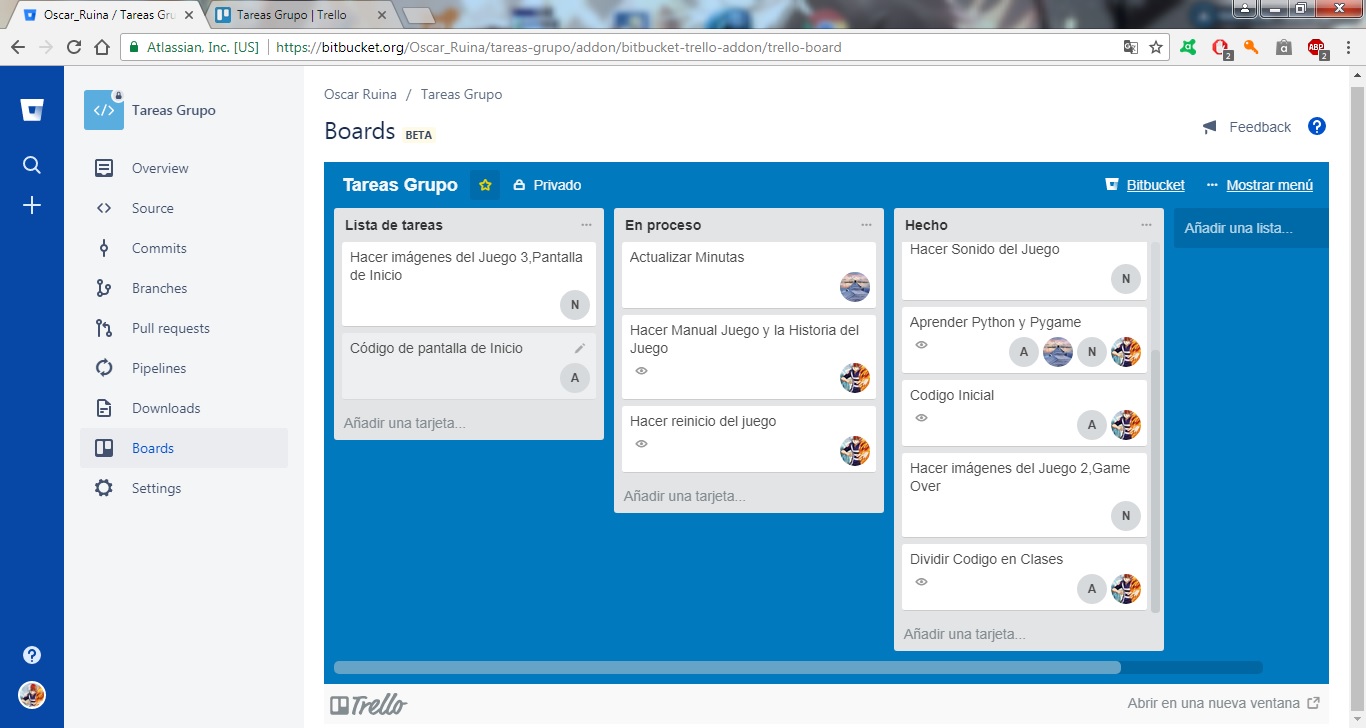 Oscar_Ruina / Tareas Gru
Tareas Grupo | Trello
Atlassian, Inc. [US]
https://bitbucket.org/Oscar_Ruina/tareas-grupo/addon/bitbucket-trello-addon/trello-board
2
a
ABP
2
Tareas Grupo
Overview
Source
Commits
Branches
Pull requests
Pipelines
Downloads
Boards
Settings
Oscar Ruina / Tareas Grupo
Boards BETA
Feedback
Tareas Grupo
Privado
Bitbucket
Mostrar menú
Lista de tareas
Hacer imágenes del Juego 3,Pantalla
de Inicio
N
Código de pantalla de Inicio
A
Añadir una tarjeta...
En proceso
Actualizar Minutas
Hacer Manual Juego y la Historia del
Juego
Hacer reinicio del juego
Añadir una tarjeta...
Hecho
Hacer Sonido del Juego
N
Aprender Python y Pygame
A N
Codigo Inicial
A
Hacer imágenes del Juego 2,Game
Over
N
Dividir Codigo en Clases
A
Añadir una tarjeta...
Añadir una lista...
Trello
Abrir en una nueva ventana